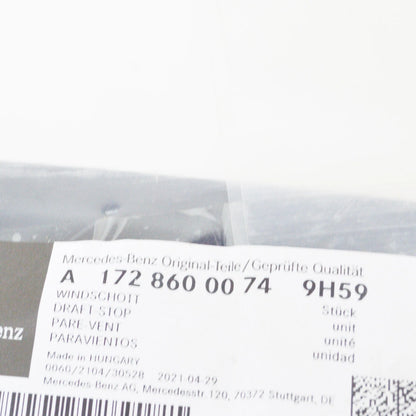 Mercedes-Benz Original-Teile/Geprüfte Qualität
A 172 860 00 74 9H59
WINDSCHOTT Stück
DRAFT-STOP unit
PARE-VENT unité
PARAVIENTOS unidad
Made in HUNGARY
0060/2104/30528 2021-04-29
Mercedes-Benz AG, Mercedesstr.120, 70372 Stuttgart, DE
enz